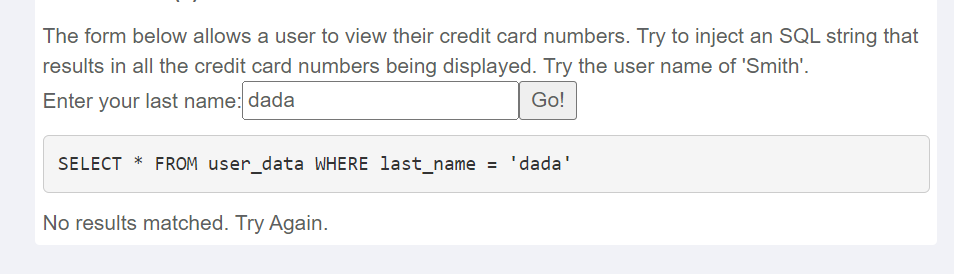 The form below allows a user to view their credit card numbers. Try to inject an SQL string that
results in all the credit card numbers being displayed. Try the user name of 'Smith'.
Enter your last name: dada Go!
SELECT * FROM user_data WHERE last_name = 'dada'
No results matched. Try Again.